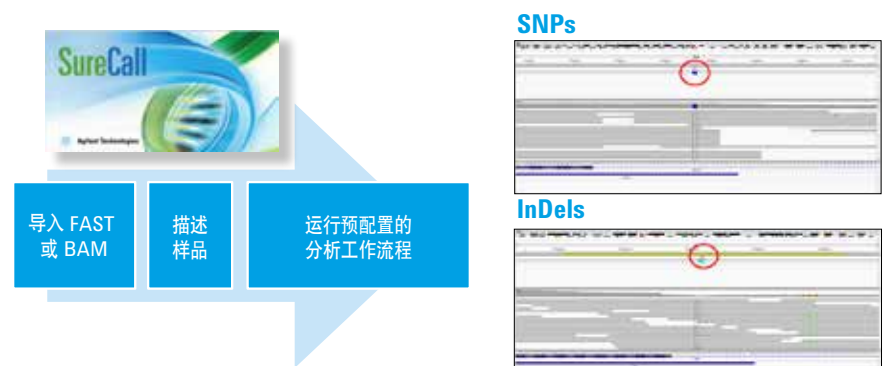 SureCall
Agilent Technologies
导入 FAST
或 BAM
描述
样品
运行预配置的
分析工作流程
SNPs
InDels